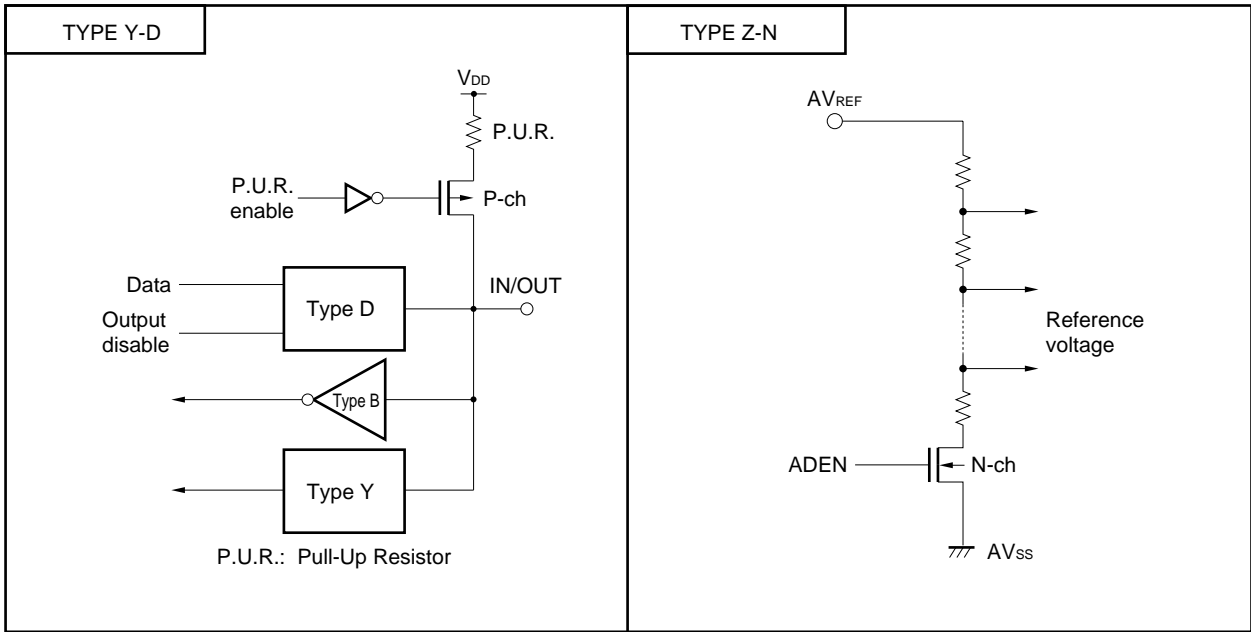 TYPE Y-D
VDD
P.U.R.
P.U.R.
enable
P-ch
Data
Output
disable
Type D
IN/OUT
Type B
Type Y
P.U.R.: Pull-Up Resistor
TYPE Z-N
AVREF
Reference
voltage
ADEN
N-ch
AVSS